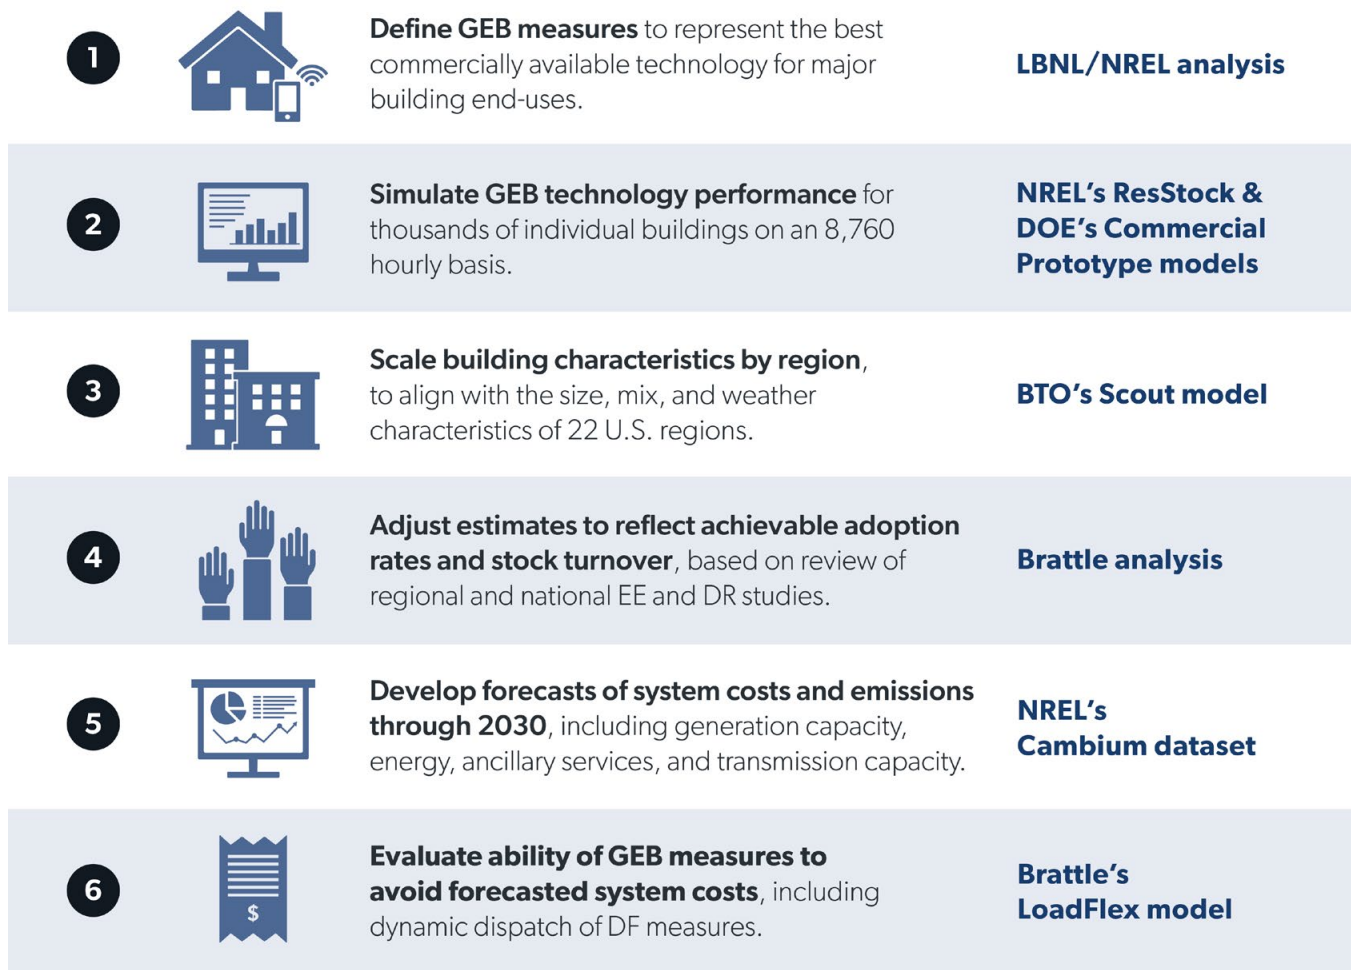 1
Define GEB measures to represent the best
commercially available technology for major
building end-uses.
LBNL/NREL analysis
2
Simulate GEB technology performance for
thousands of individual buildings on an 8,760
hourly basis.
NREL’s ResStock &
DOE’s Commercial
Prototype models
3
Scale building characteristics by region,
to align with the size, mix, and weather
characteristics of 22 U.S. regions.
BTO’s Scout model
4
Adjust estimates to reflect achievable adoption
rates and stock turnover, based on review of
regional and national EE and DR studies.
Brattle analysis
5
Develop forecasts of system costs and emissions
through 2030, including generation capacity,
energy, ancillary services, and transmission capacity.
NREL’s
Cambium dataset
6
$
Evaluate ability of GEB measures to
avoid forecasted system costs, including
dynamic dispatch of DF measures.
Brattle’s
LoadFlex model